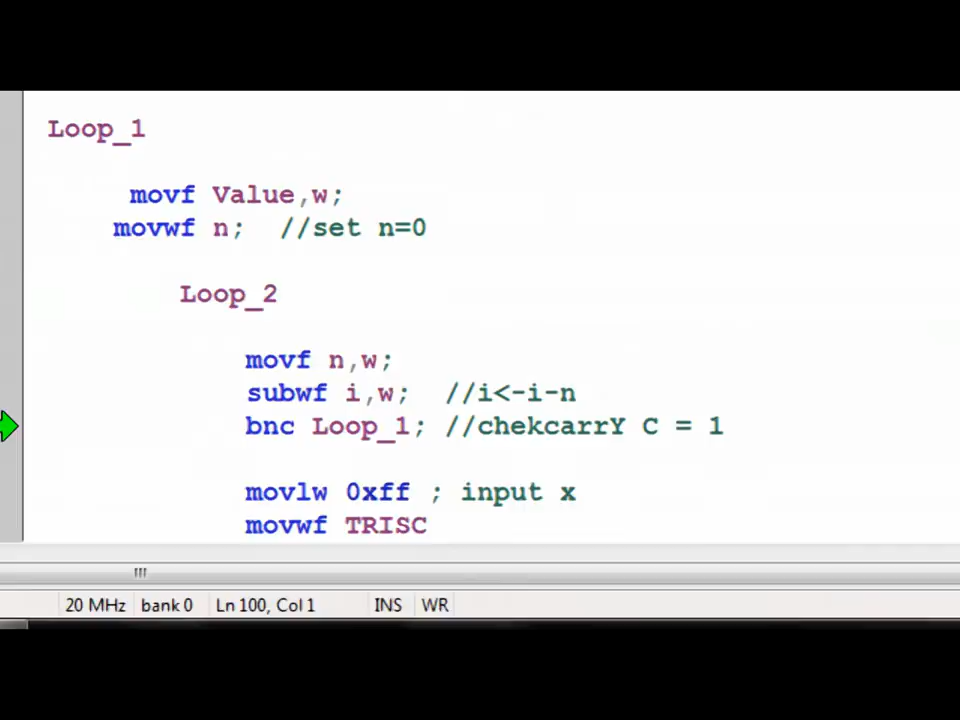 Loop_1
movf Value,w;
movwf n; //set n=0
Loop_2
movf n,w;
subwf i,w; //i<-i-n
bnc Loop_1; //chekcarrY C = 1
movlw 0xff ; input x
movwf TRISC
20 MHz bank 0 Ln 100, Col 1 INS WR